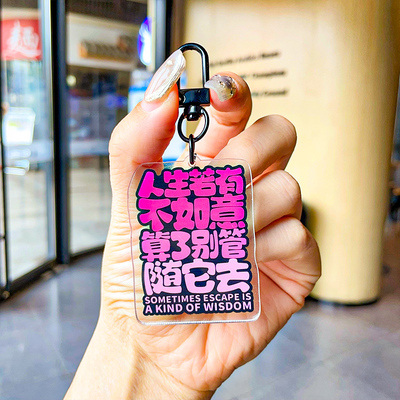 麵
人生若有
不如意
算了别管
随它去
SOMETIMES ESCAPE IS
A KIND OF WISDOM